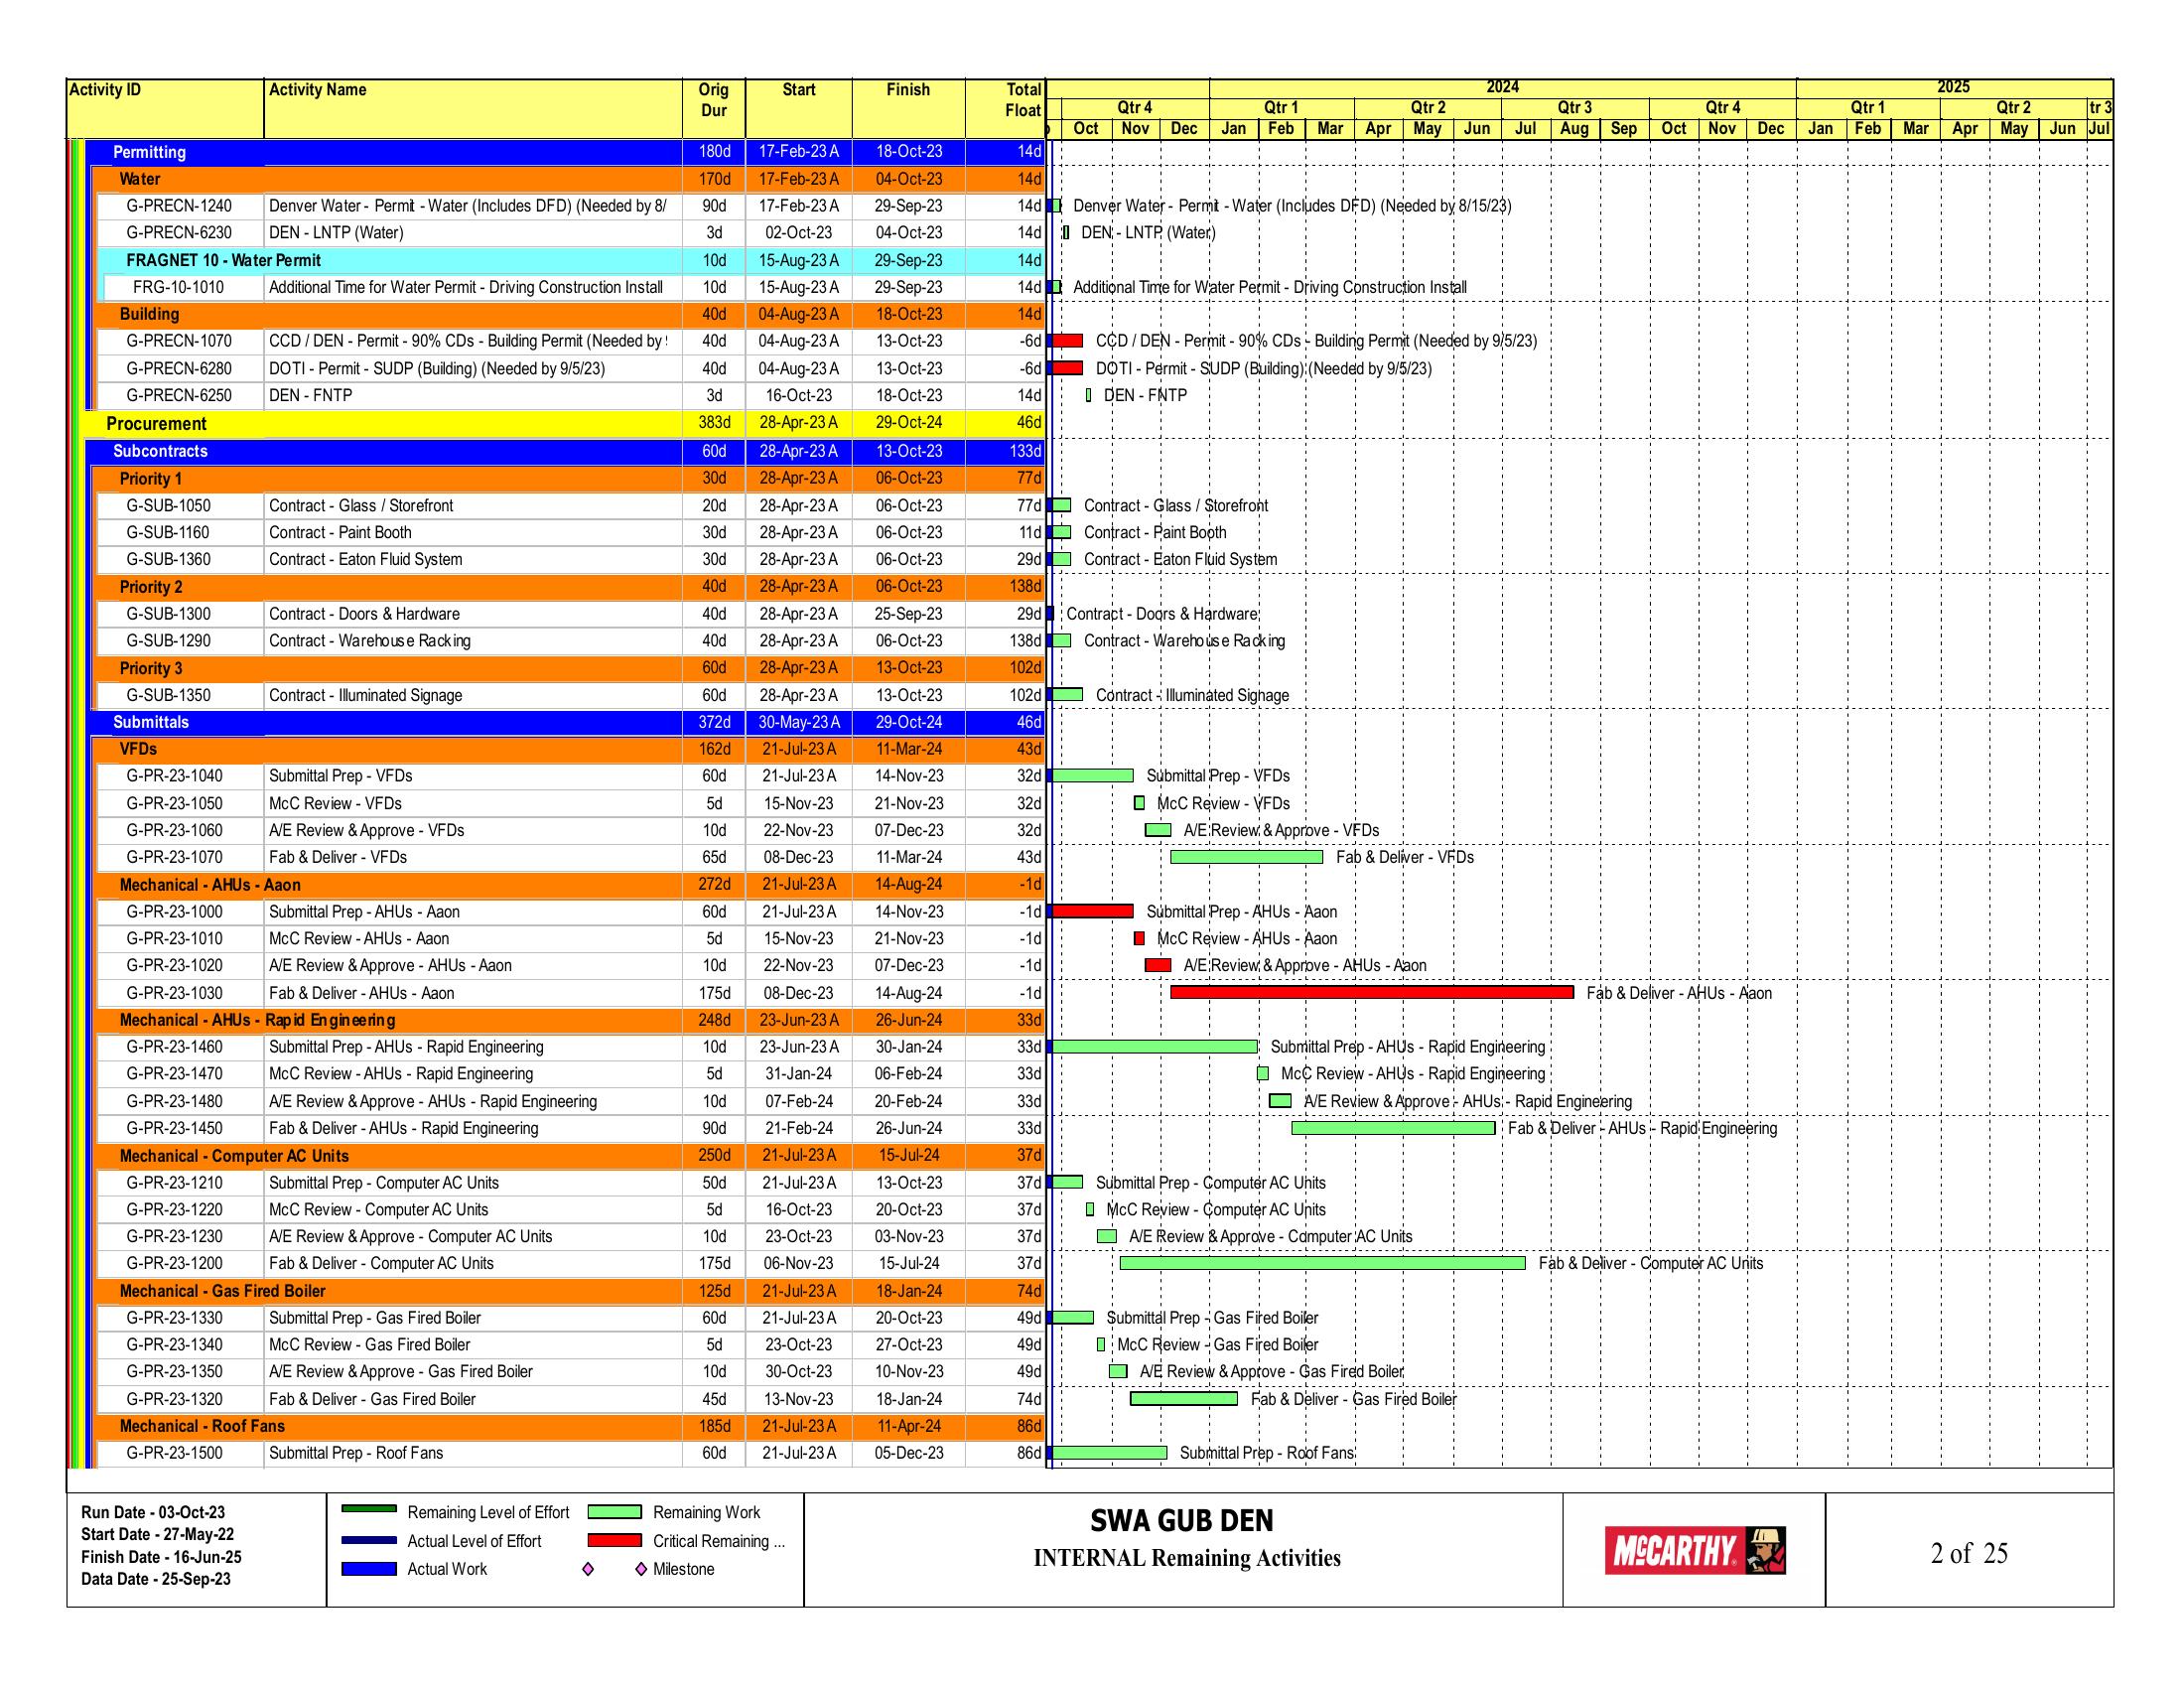 Activity ID Activity Name Orig Dur Start Finish Total Float
2024 2025
Qtr 4 Qtr 1 Qtr 2 Qtr 3 Qtr 4 Qtr 1 Qtr 2 tr 3
Oct Nov Dec Jan Feb Mar Apr May Jun Jul Aug Sep Oct Nov Dec Jan Feb Mar Apr May Jun Jul
Permitting 180d 17-Feb-23 A 18-Oct-23 14d
Water 170d 17-Feb-23 A 04-Oct-23 14d
G-PRECN-1240 Denver Water - Permit - Water (Includes DFD) (Needed by 8/ 90d 17-Feb-23 A 29-Sep-23 14d Denver Water - Permit - Water (Includes DFD) (Needed by 8/15/23)
G-PRECN-6230 DEN - LNTP (Water) 3d 02-Oct-23 04-Oct-23 14d DEN - LNTP (Water)
FRAGNET 10 - Water Permit 10d 15-Aug-23 A 29-Sep-23 14d
FRG-10-1010 Additional Time for Water Permit - Driving Construction Install 10d 15-Aug-23 A 29-Sep-23 14d Additional Time for Water Permit - Driving Construction Install
Building 40d 04-Aug-23 A 18-Oct-23 14d
G-PRECN-1070 CCD / DEN - Permit - 90% CDs - Building Permit (Needed by 40d 04-Aug-23 A 13-Oct-23 -6d CCD / DEN - Permit - 90% CDs - Building Permit (Needed by 9/5/23)
G-PRECN-6280 DOTI - Permit - SUDP (Building) (Needed by 9/5/23) 40d 04-Aug-23 A 13-Oct-23 -6d DOTI - Permit - SUDP (Building) (Needed by 9/5/23)
G-PRECN-6250 DEN - FNTP 3d 16-Oct-23 18-Oct-23 14d DEN - FNTP
Procurement 383d 28-Apr-23 A 29-Oct-24 46d
Subcontracts 60d 28-Apr-23 A 13-Oct-23 133d
Priority 1 30d 28-Apr-23 A 06-Oct-23 77d
G-SUB-1050 Contract - Glass / Storefront 20d 28-Apr-23 A 06-Oct-23 77d Contract - Glass / Storefront
G-SUB-1160 Contract - Paint Booth 30d 28-Apr-23 A 06-Oct-23 11d Contract - Paint Booth
G-SUB-1360 Contract - Eaton Fluid System 30d 28-Apr-23 A 06-Oct-23 29d Contract - Eaton Fluid System
Priority 2 40d 28-Apr-23 A 06-Oct-23 138d
G-SUB-1300 Contract - Doors & Hardware 40d 28-Apr-23 A 25-Sep-23 29d Contract - Doors & Hardware
G-SUB-1290 Contract - Warehouse Racking 40d 28-Apr-23 A 06-Oct-23 138d Contract - Warehouse Racking
Priority 3 60d 28-Apr-23 A 13-Oct-23 102d
G-SUB-1350 Contract - Illuminated Signage 60d 28-Apr-23 A 13-Oct-23 102d Contract - Illuminated Signage
Submittals 372d 30-May-23 A 29-Oct-24 46d
VFDs 162d 21-Jul-23 A 11-Mar-24 43d
G-PR-23-1040 Submittal Prep - VFDs 60d 21-Jul-23 A 14-Nov-23 32d Submittal Prep - VFDs
G-PR-23-1050 McC Review - VFDs 5d 15-Nov-23 21-Nov-23 32d McC Review - VFDs
G-PR-23-1060 A/E Review & Approve - VFDs 10d 22-Nov-23 07-Dec-23 32d A/E Review & Approve - VFDs
G-PR-23-1070 Fab & Deliver - VFDs 65d 08-Dec-23 11-Mar-24 43d Fab & Deliver - VFDs
Mechanical - AHUs - Aaon 272d 21-Jul-23 A 14-Aug-24 -1d
G-PR-23-1000 Submittal Prep - AHUs - Aaon 60d 21-Jul-23 A 14-Nov-23 -1d Submittal Prep - AHUs - Aaon
G-PR-23-1010 McC Review - AHUs - Aaon 5d 15-Nov-23 21-Nov-23 -1d McC Review - AHUs - Aaon
G-PR-23-1020 A/E Review & Approve - AHUs - Aaon 10d 22-Nov-23 07-Dec-23 -1d A/E Review & Approve - AHUs - Aaon
G-PR-23-1030 Fab & Deliver - AHUs - Aaon 175d 08-Dec-23 14-Aug-24 -1d Fab & Deliver - AHUs - Aaon
Mechanical - AHUs - Rapid Engineering 248d 23-Jun-23 A 26-Jun-24 33d
G-PR-23-1460 Submittal Prep - AHUs - Rapid Engineering 10d 23-Jun-23 A 30-Jan-24 33d Submittal Prep - AHUs - Rapid Engineering
G-PR-23-1470 McC Review - AHUs - Rapid Engineering 5d 31-Jan-24 06-Feb-24 33d McC Review - AHUs - Rapid Engineering
G-PR-23-1480 A/E Review & Approve - AHUs - Rapid Engineering 10d 07-Feb-24 20-Feb-24 33d A/E Review & Approve - AHUs - Rapid Engineering
G-PR-23-1450 Fab & Deliver - AHUs - Rapid Engineering 90d 21-Feb-24 26-Jun-24 33d Fab & Deliver - AHUs - Rapid Engineering
Mechanical - Computer AC Units 250d 21-Jul-23 A 15-Jul-24 37d
G-PR-23-1210 Submittal Prep - Computer AC Units 50d 21-Jul-23 A 13-Oct-23 37d Submittal Prep - Computer AC Units
G-PR-23-1220 McC Review - Computer AC Units 5d 16-Oct-23 20-Oct-23 37d McC Review - Computer AC Units
G-PR-23-1230 A/E Review & Approve - Computer AC Units 10d 23-Oct-23 03-Nov-23 37d A/E Review & Approve - Computer AC Units
G-PR-23-1200 Fab & Deliver - Computer AC Units 175d 06-Nov-23 15-Jul-24 37d Fab & Deliver - Computer AC Units
Mechanical - Gas Fired Boiler 125d 21-Jul-23 A 18-Jan-24 74d
G-PR-23-1330 Submittal Prep - Gas Fired Boiler 60d 21-Jul-23 A 20-Oct-23 49d Submittal Prep - Gas Fired Boiler
G-PR-23-1340 McC Review - Gas Fired Boiler 5d 23-Oct-23 27-Oct-23 49d McC Review - Gas Fired Boiler
G-PR-23-1350 A/E Review & Approve - Gas Fired Boiler 10d 30-Oct-23 10-Nov-23 49d A/E Review & Approve - Gas Fired Boiler
G-PR-23-1320 Fab & Deliver - Gas Fired Boiler 45d 13-Nov-23 18-Jan-24 74d Fab & Deliver - Gas Fired Boiler
Mechanical - Roof Fans 185d 21-Jul-23 A 11-Apr-24 86d
G-PR-23-1500 Submittal Prep - Roof Fans 60d 21-Jul-23 A 05-Dec-23 86d Submittal Prep - Roof Fans
Run Date - 03-Oct-23
Start Date - 27-May-22
Finish Date - 16-Jun-25
Data Date - 25-Sep-23
Remaining Level of Effort Remaining Work
Actual Level of Effort Critical Remaining ...
Actual Work Milestone
SWA GUB DEN
INTERNAL Remaining Activities
McCARTHY
2 of 25